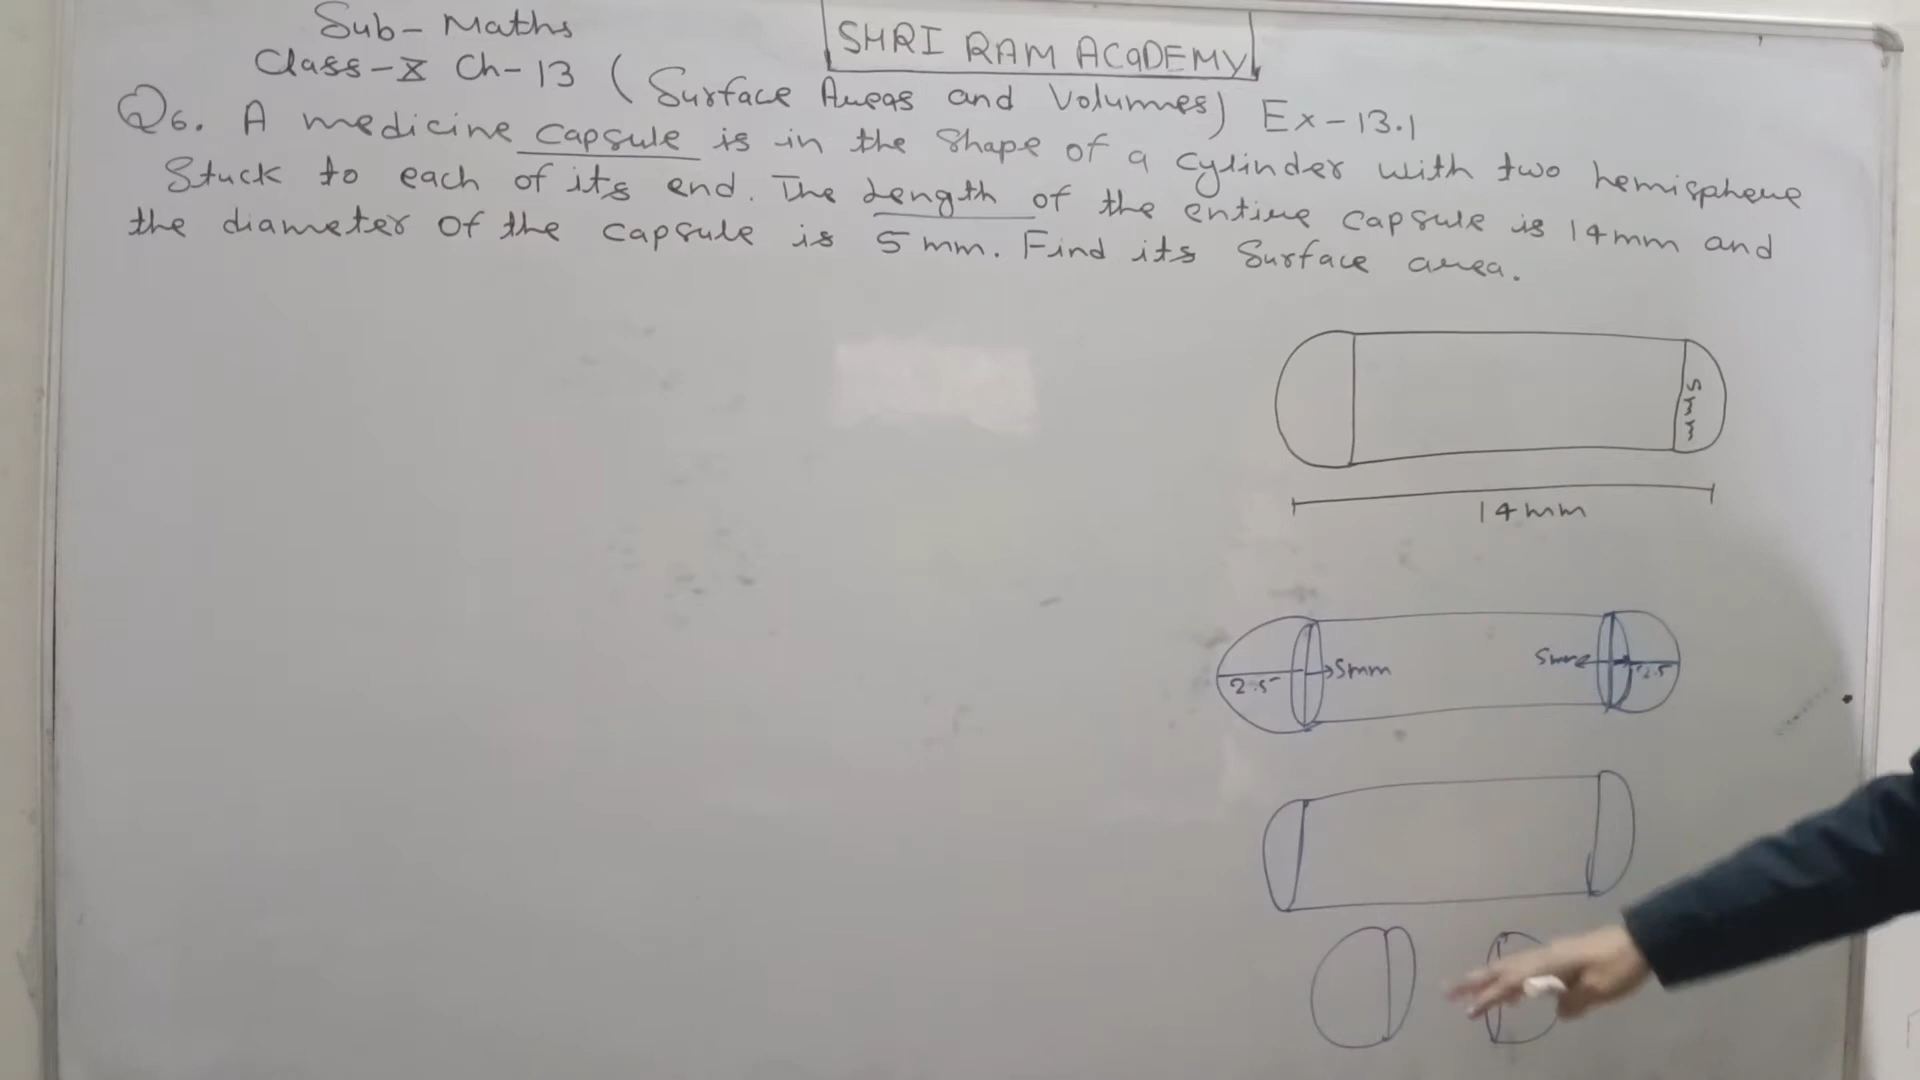 Sub- Maths
SHRI RAM ACADEMY
Class-X Ch-13 (Surface Areas and Volumes) Ex-13.1
Q6. A medicine capsule is in the shape of a cylinder with two hemisphere
Stuck to each of its end. The Length of the entire capsule is 14mm and
the diameter of the capsule is 5mm. Find its Surface area.
5mm
14mm
2.5
5mm
5mm
2.5